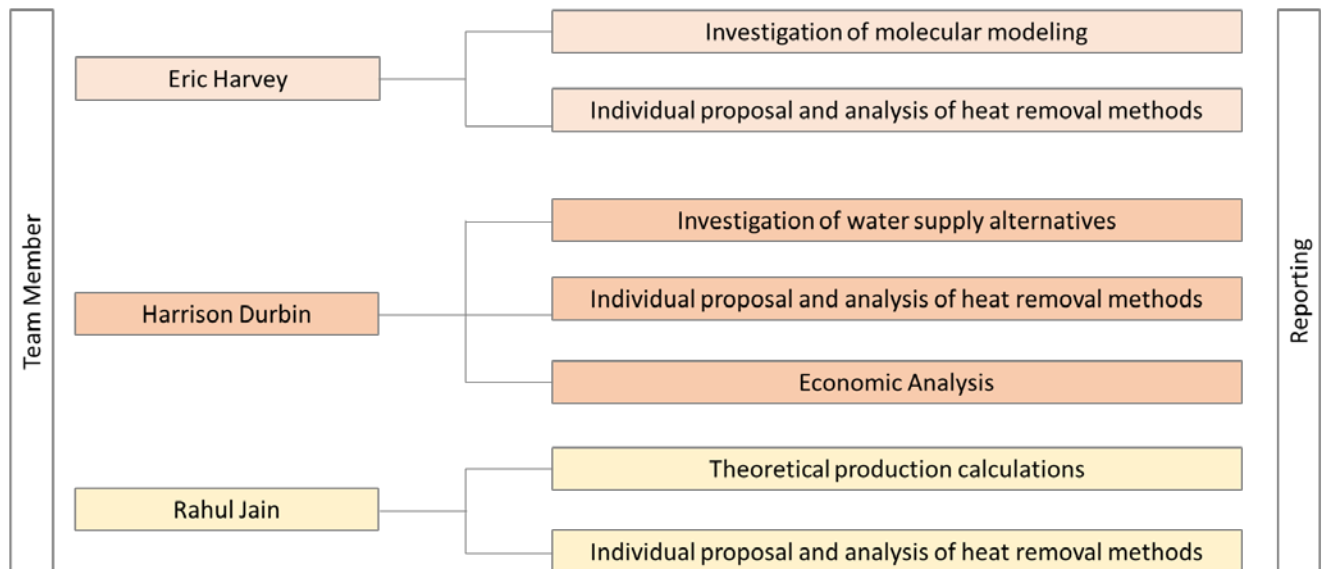 Team Member
Eric Harvey
Investigation of molecular modeling
Individual proposal and analysis of heat removal methods
Harrison Durbin
Investigation of water supply alternatives
Individual proposal and analysis of heat removal methods
Economic Analysis
Rahul Jain
Theoretical production calculations
Individual proposal and analysis of heat removal methods
Reporting